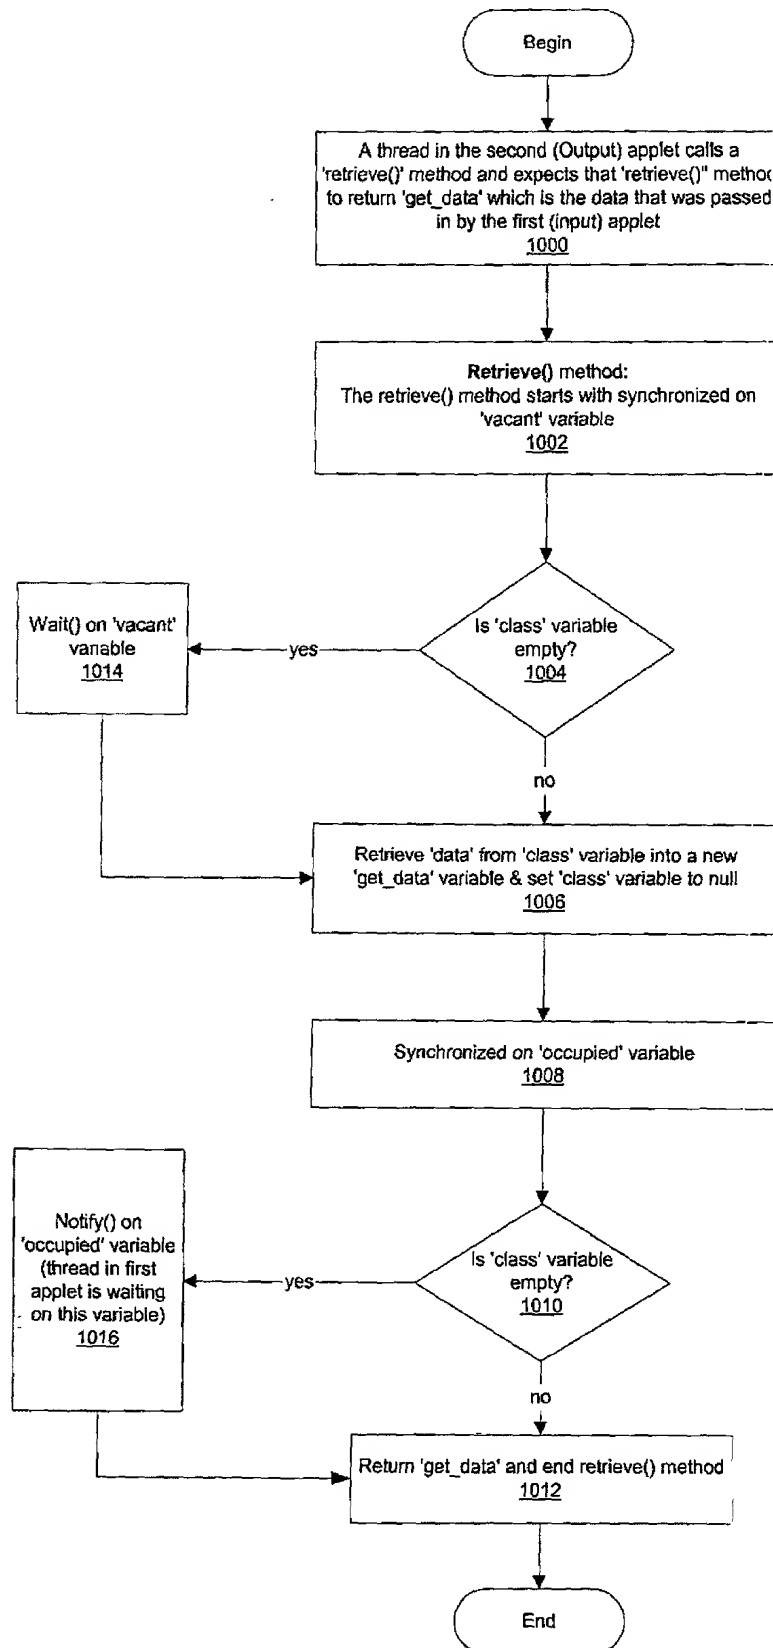 Begin
A thread in the second (Output) applet calls a
'retrieve()' method and expects that 'retrieve()" method
to return 'get_data' which is the data that was passed
in by the first (input) applet
1000
Retrieve() method:
The retrieve() method starts with synchronized on
'vacant' variable
1002
Is 'class' variable
empty?
1004
yes
Wait() on 'vacant'
variable
1014
no
Retrieve 'data' from 'class' variable into a new
'get_data' variable & set 'class' variable to null
1006
Synchronized on 'occupied' variable
1008
Is 'class' variable
empty?
1010
yes
Notify() on
'occupied' variable
(thread in first
applet is waiting
on this variable)
1016
no
Return 'get_data' and end retrieve() method
1012
End